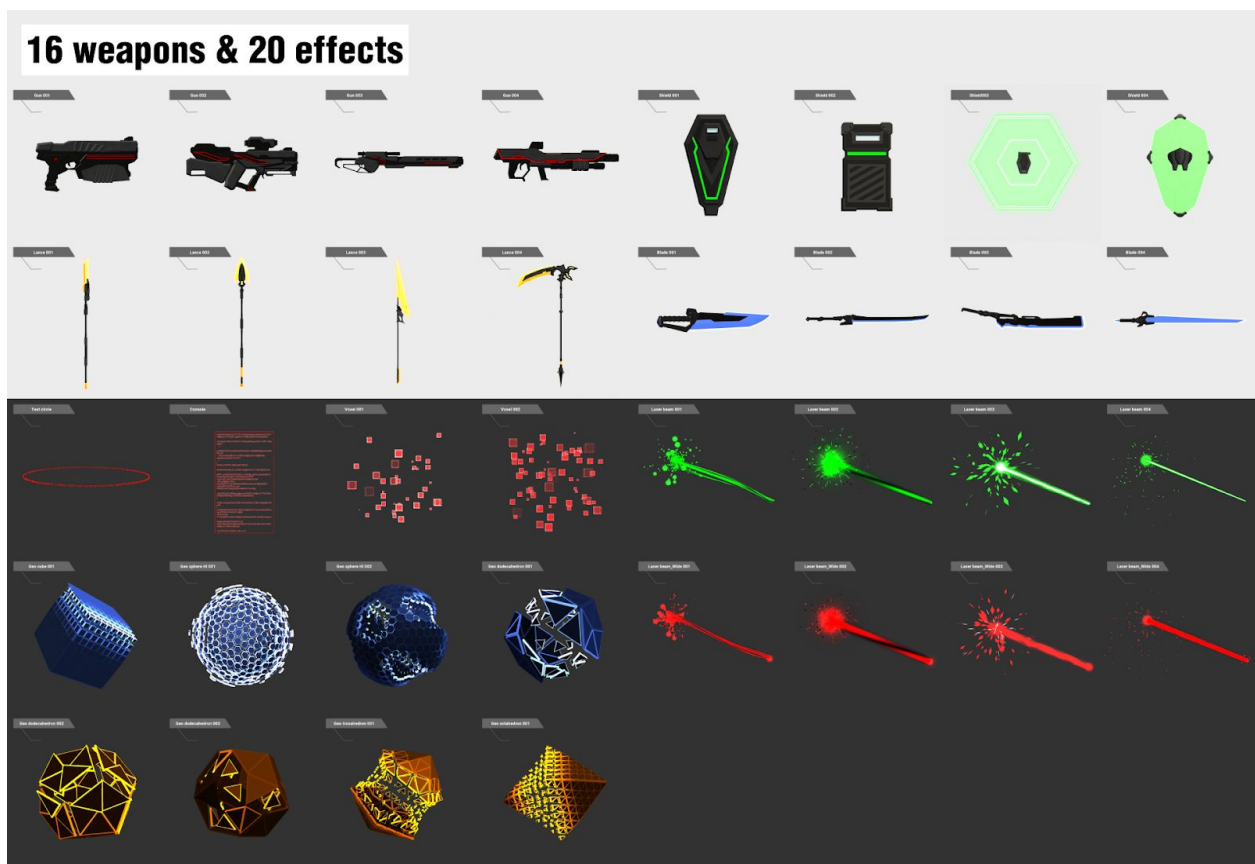 16 weapons & 20 effects
Gun 001
Gun 002
Gun 003
Gun 004
Shield 001
Shield 002
Shield003
Shield 004
Lance 001
Lance 002
Lance 003
Lance 004
Blade 001
Blade 002
Blade 003
Blade 004
Text circle
Console
Voxel 001
Voxel 002
Laser beam 001
Laser beam 002
Laser beam 003
Laser beam 004
Geo cube 001
Geo sphere HI 001
Geo sphere HI 002
Geo dodecahedron 001
Laser beam_Wide 001
Laser beam_Wide 002
Laser beam_Wide 003
Laser beam_Wide 004
Geo dodecahedron 002
Geo dodecahedron 003
Geo Icosahedron 001
Geo octahedron 001